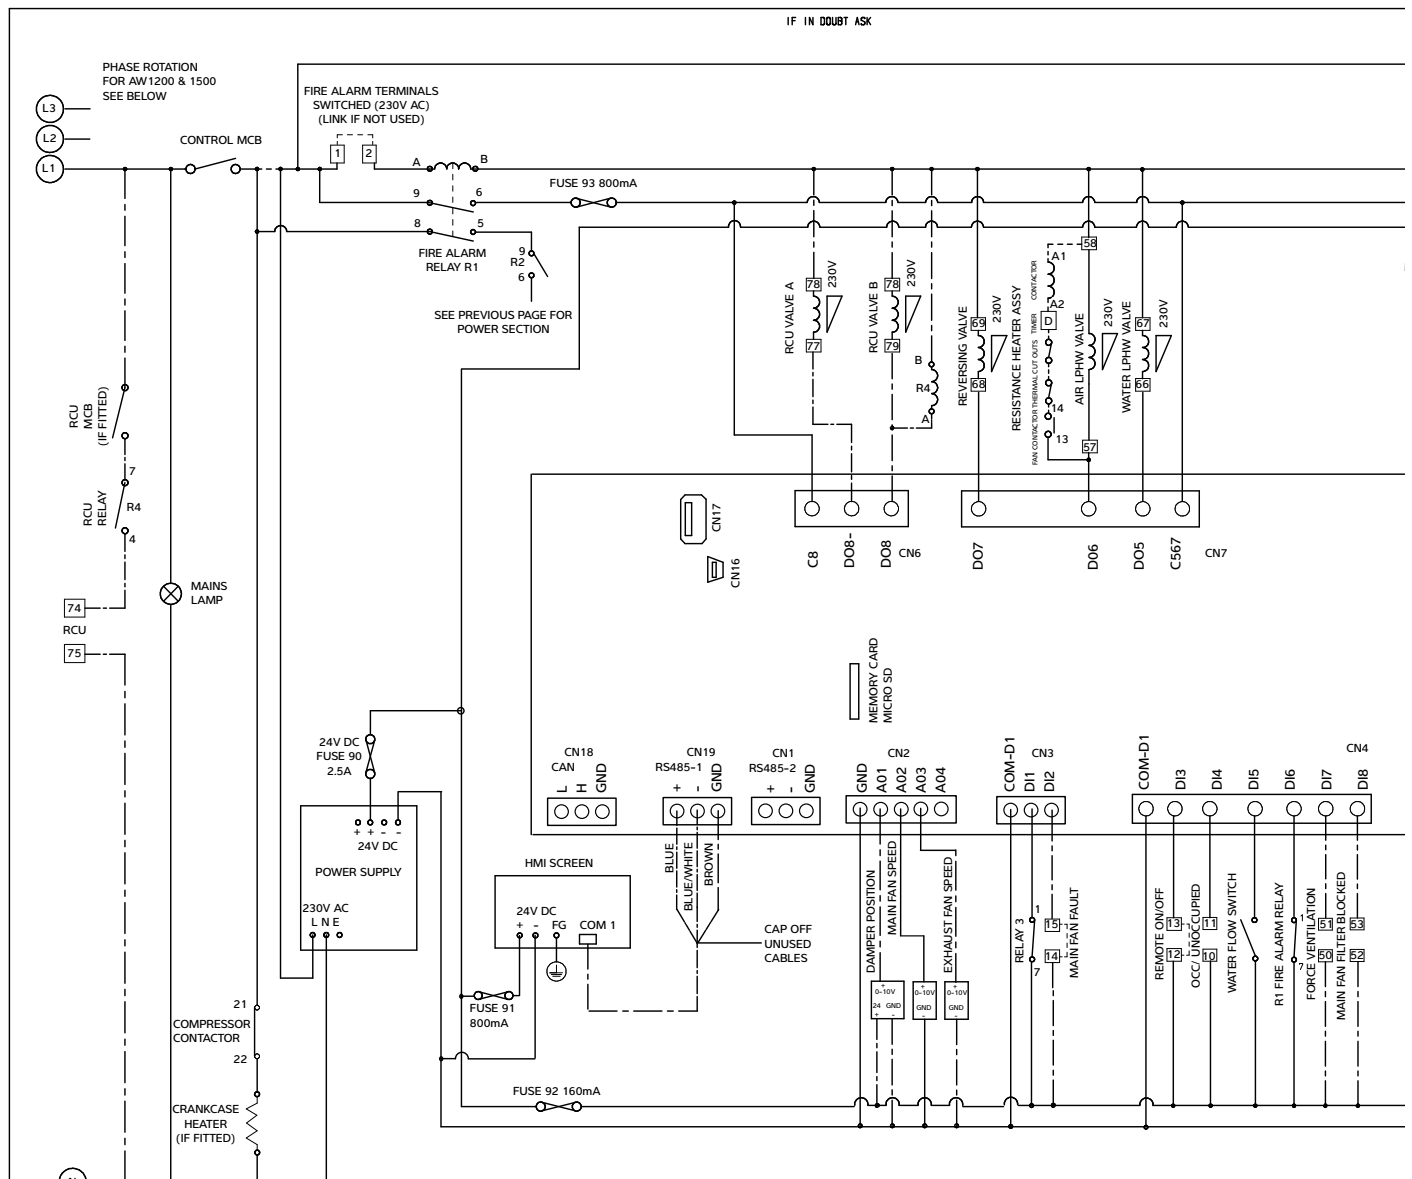 IF IN DOUBT ASK
PHASE ROTATION
FOR AW1200 & 1500
SEE BELOW
L3
L2
L1
CONTROL MCB
FIRE ALARM TERMINALS
SWITCHED (230V AC)
(LINK IF NOT USED)
1
2
A
B
9
6
8
5
FIRE ALARM
RELAY R1
9
R2
6
SEE PREVIOUS PAGE FOR
POWER SECTION
FUSE 93 800mA
RCU VALVE A
78
77
230V
RCU VALVE B
78
79
230V
B
R4
A
REVERSING VALVE
69
68
230V
RESISTANCE HEATER ASSY
FAN CONTACTOR THERMAL CUT OUTS TIMER CONTACTOR
A1
A2
D
14
13
58
57
AIR LPHW VALVE
230V
WATER LPHW VALVE
67
66
230V
RCU
MCB
(IF FITTED)
7
RCU
RELAY
R4
4
74
RCU
75
MAINS
LAMP
CN17
CN16
C8
DO8-
DO8
CN6
DO7
D06
DO5
C567
CN7
MEMORY CARD
MICRO SD
24V DC
FUSE 90
2.5A
+ + - -
24V DC
POWER SUPPLY
230V AC
L N E
CN18
CAN
L
H
GND
CN19
RS485-1
+
-
GND
CN1
RS485-2
+
-
GND
CN2
GND
A01
A02
A03
A04
CN3
COM-D1
DI1
DI2
CN4
COM-D1
DI3
DI4
DI5
DI6
DI7
DI8
HMI SCREEN
24V DC
+ -
FG
COM 1
BLUE
BLUE/WHITE
BROWN
CAP OFF
UNUSED
CABLES
FUSE 91
800mA
FUSE 92 160mA
DAMPER POSITION
MAIN FAN SPEED
EXHAUST FAN SPEED
+
0-10V
24 GND
+ -
+
0-10V
GND
-
+
0-10V
GND
-
RELAY 3
1
7
15
14
MAIN FAN FAULT
REMOTE ON/OFF
13
12
OCC/ UNOCCUPIED
11
10
WATER FLOW SWITCH
R1 FIRE ALARM RELAY
1
7
FORCE VENTILATION
51
50
MAIN FAN FILTER BLOCKED
53
52
21
COMPRESSOR
CONTACTOR
22
CRANKCASE
HEATER
(IF FITTED)